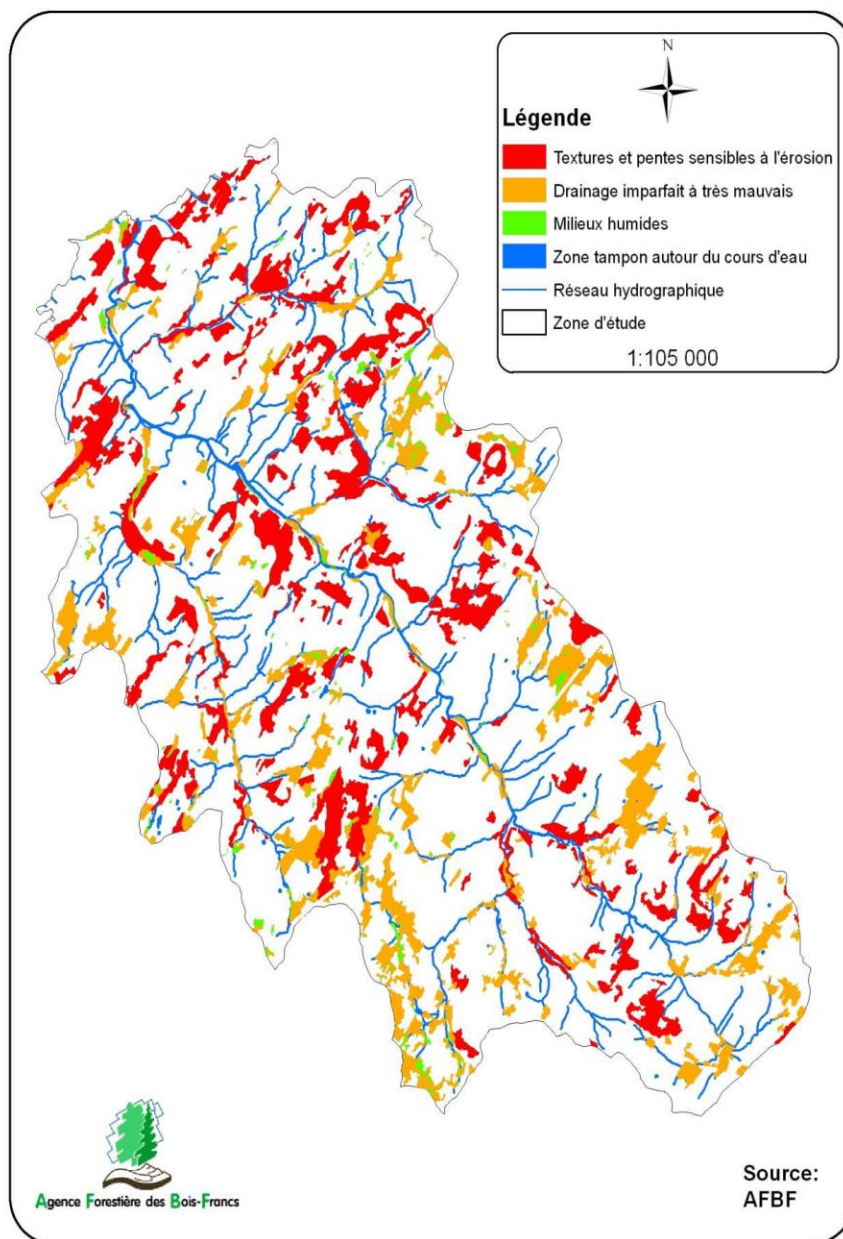 N
Légende
Textures et pentes sensibles à l'érosion
Drainage imparfait à très mauvais
Milieux humides
Zone tampon autour du cours d'eau
Réseau hydrographique
Zone d'étude
1:105 000
Agence Forestière des Bois-Francs
Source:
AFBF